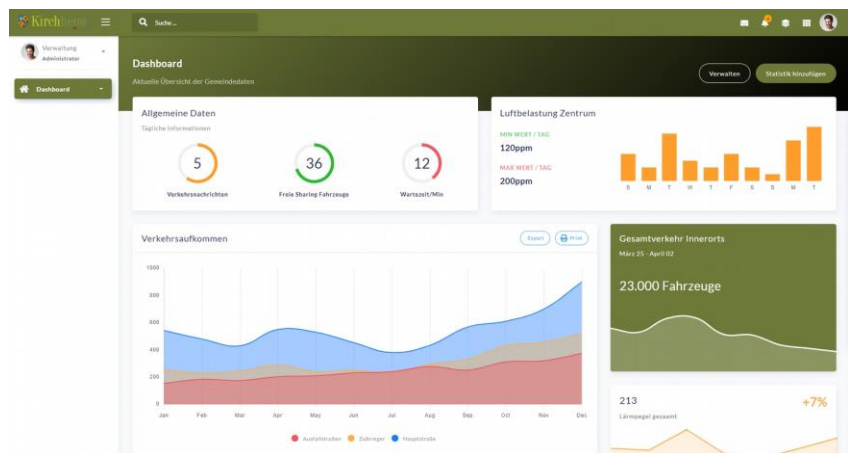 Kirchheim
Suche...
Verwaltung
Administrator
Dashboard
Dashboard
Aktuelle Übersicht der Gemeindedaten
Verwalten
Statistik hinzufügen
Allgemeine Daten
Tägliche Informationen
5
Verkehrsnachrichten
36
Freie Sharing Fahrzeuge
12
Wartezeit/Min
Luftbelastung Zentrum
MIN WERT / TAG
120ppm
MAX WERT / TAG
200ppm
S M T W T F S S M T
Verkehrsaufkommen
Export
Print
1000
800
600
400
200
0
Jan Feb Mar Apr May Jun Jul Aug Sep Oct Nov Dec
Ausfallstraßen Zubringer Hauptstraße
Gesamtverkehr Innerorts
März 25 - April 02
23.000 Fahrzeuge
213
+7%
Lärmpegel gesamt